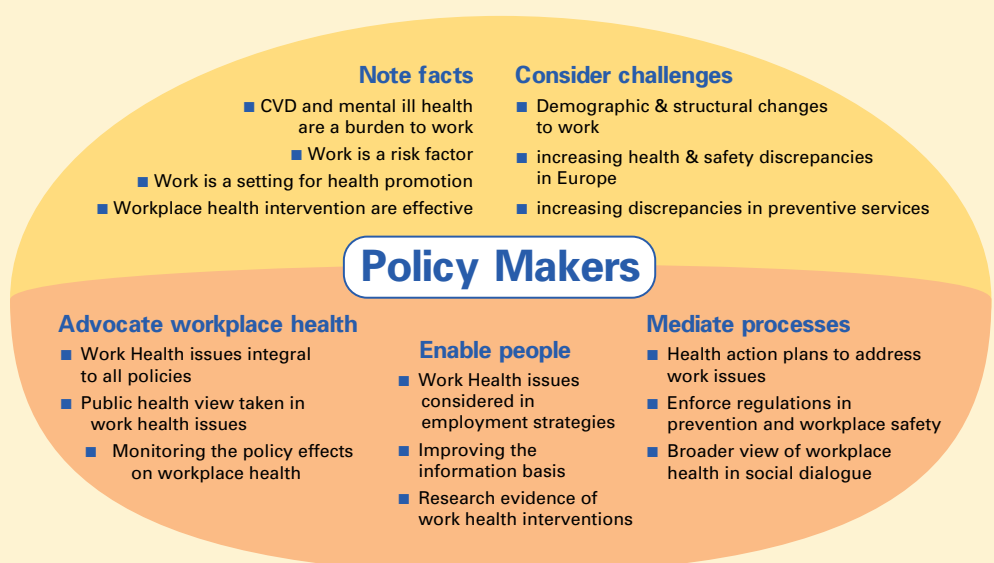 Note facts
■ CVD and mental ill health
are a burden to work
■ Work is a risk factor
■ Work is a setting for health promotion
■ Workplace health intervention are effective
Consider challenges
■ Demographic & structural changes
to work
■ increasing health & safety discrepancies
in Europe
■ increasing discrepancies in preventive services
Policy Makers
Advocate workplace health
■ Work Health issues integral
to all policies
■ Public health view taken in
work health issues
■ Monitoring the policy effects
on workplace health
Enable people
■ Work Health issues
considered in
employment strategies
■ Improving the
information basis
■ Research evidence of
work health interventions
Mediate processes
■ Health action plans to address
work issues
■ Enforce regulations in
prevention and workplace safety
■ Broader view of workplace
health in social dialogue